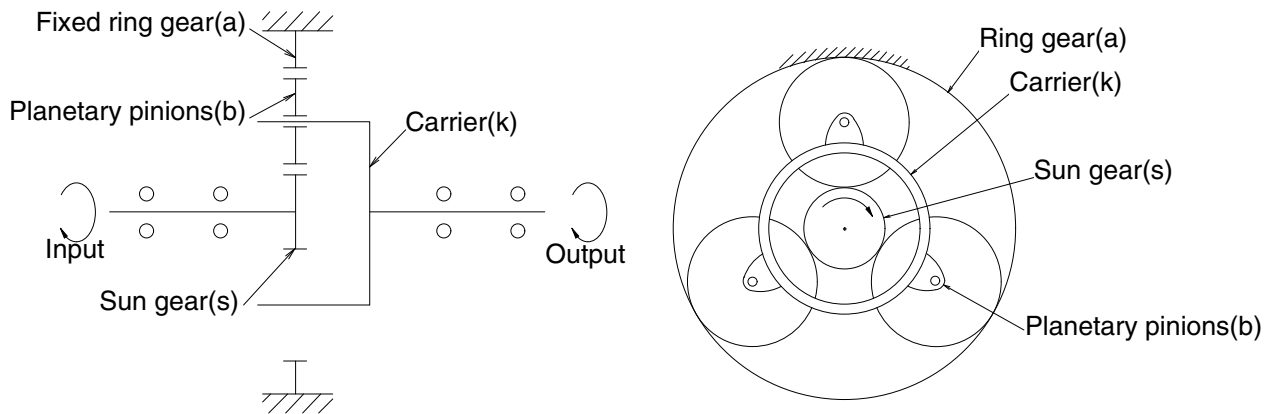 Fixed ring gear(a)
Planetary pinions(b)
Carrier(k)
Input
Output
Sun gear(s)
Ring gear(a)
Carrier(k)
Sun gear(s)
Planetary pinions(b)